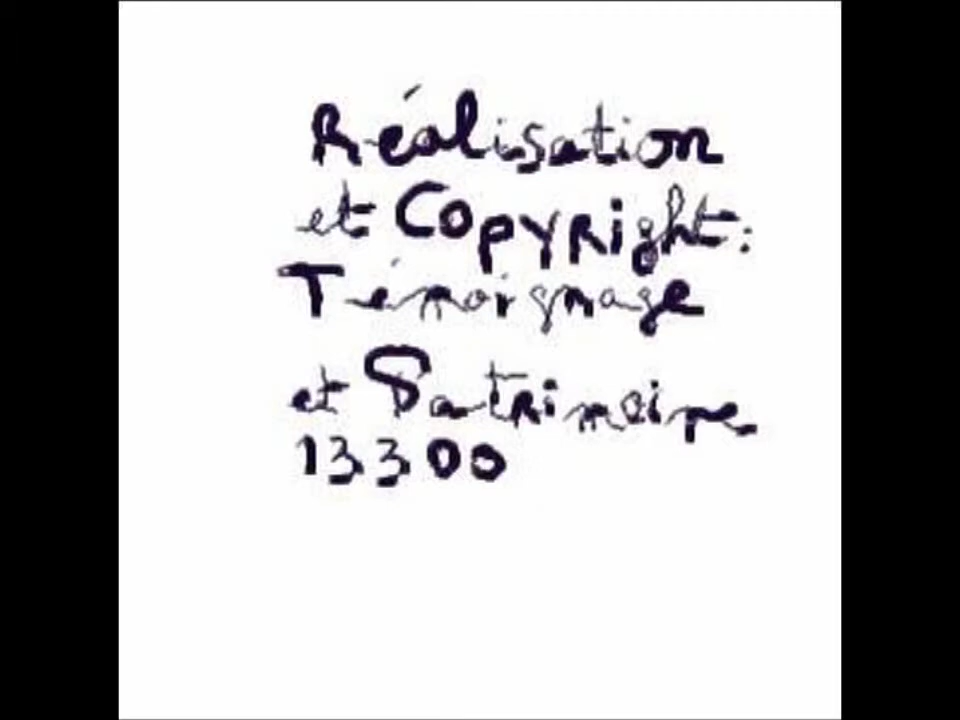 Réalisation
et Copyright:
Témoignage
et Patrimoine
13300